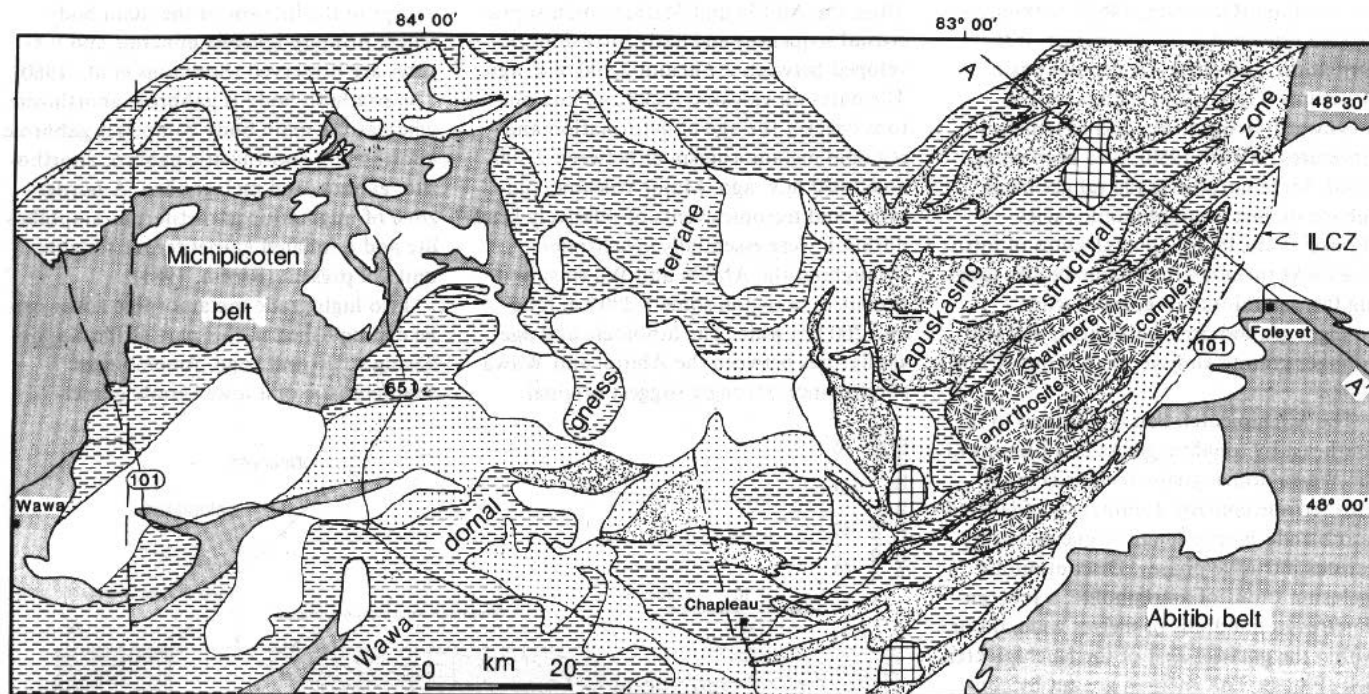 84° 00'
83° 00'
A
48°30'
zone
ILCZ
Michipicoten
belt
terrane
Kapuskasing
structural
Shawmere
anorthosite complex
101
Foleyet
A'
651
gneiss
101
Wawa
48° 00'
domal
Chapleau
Abitibi belt
Wawa
0 km 20